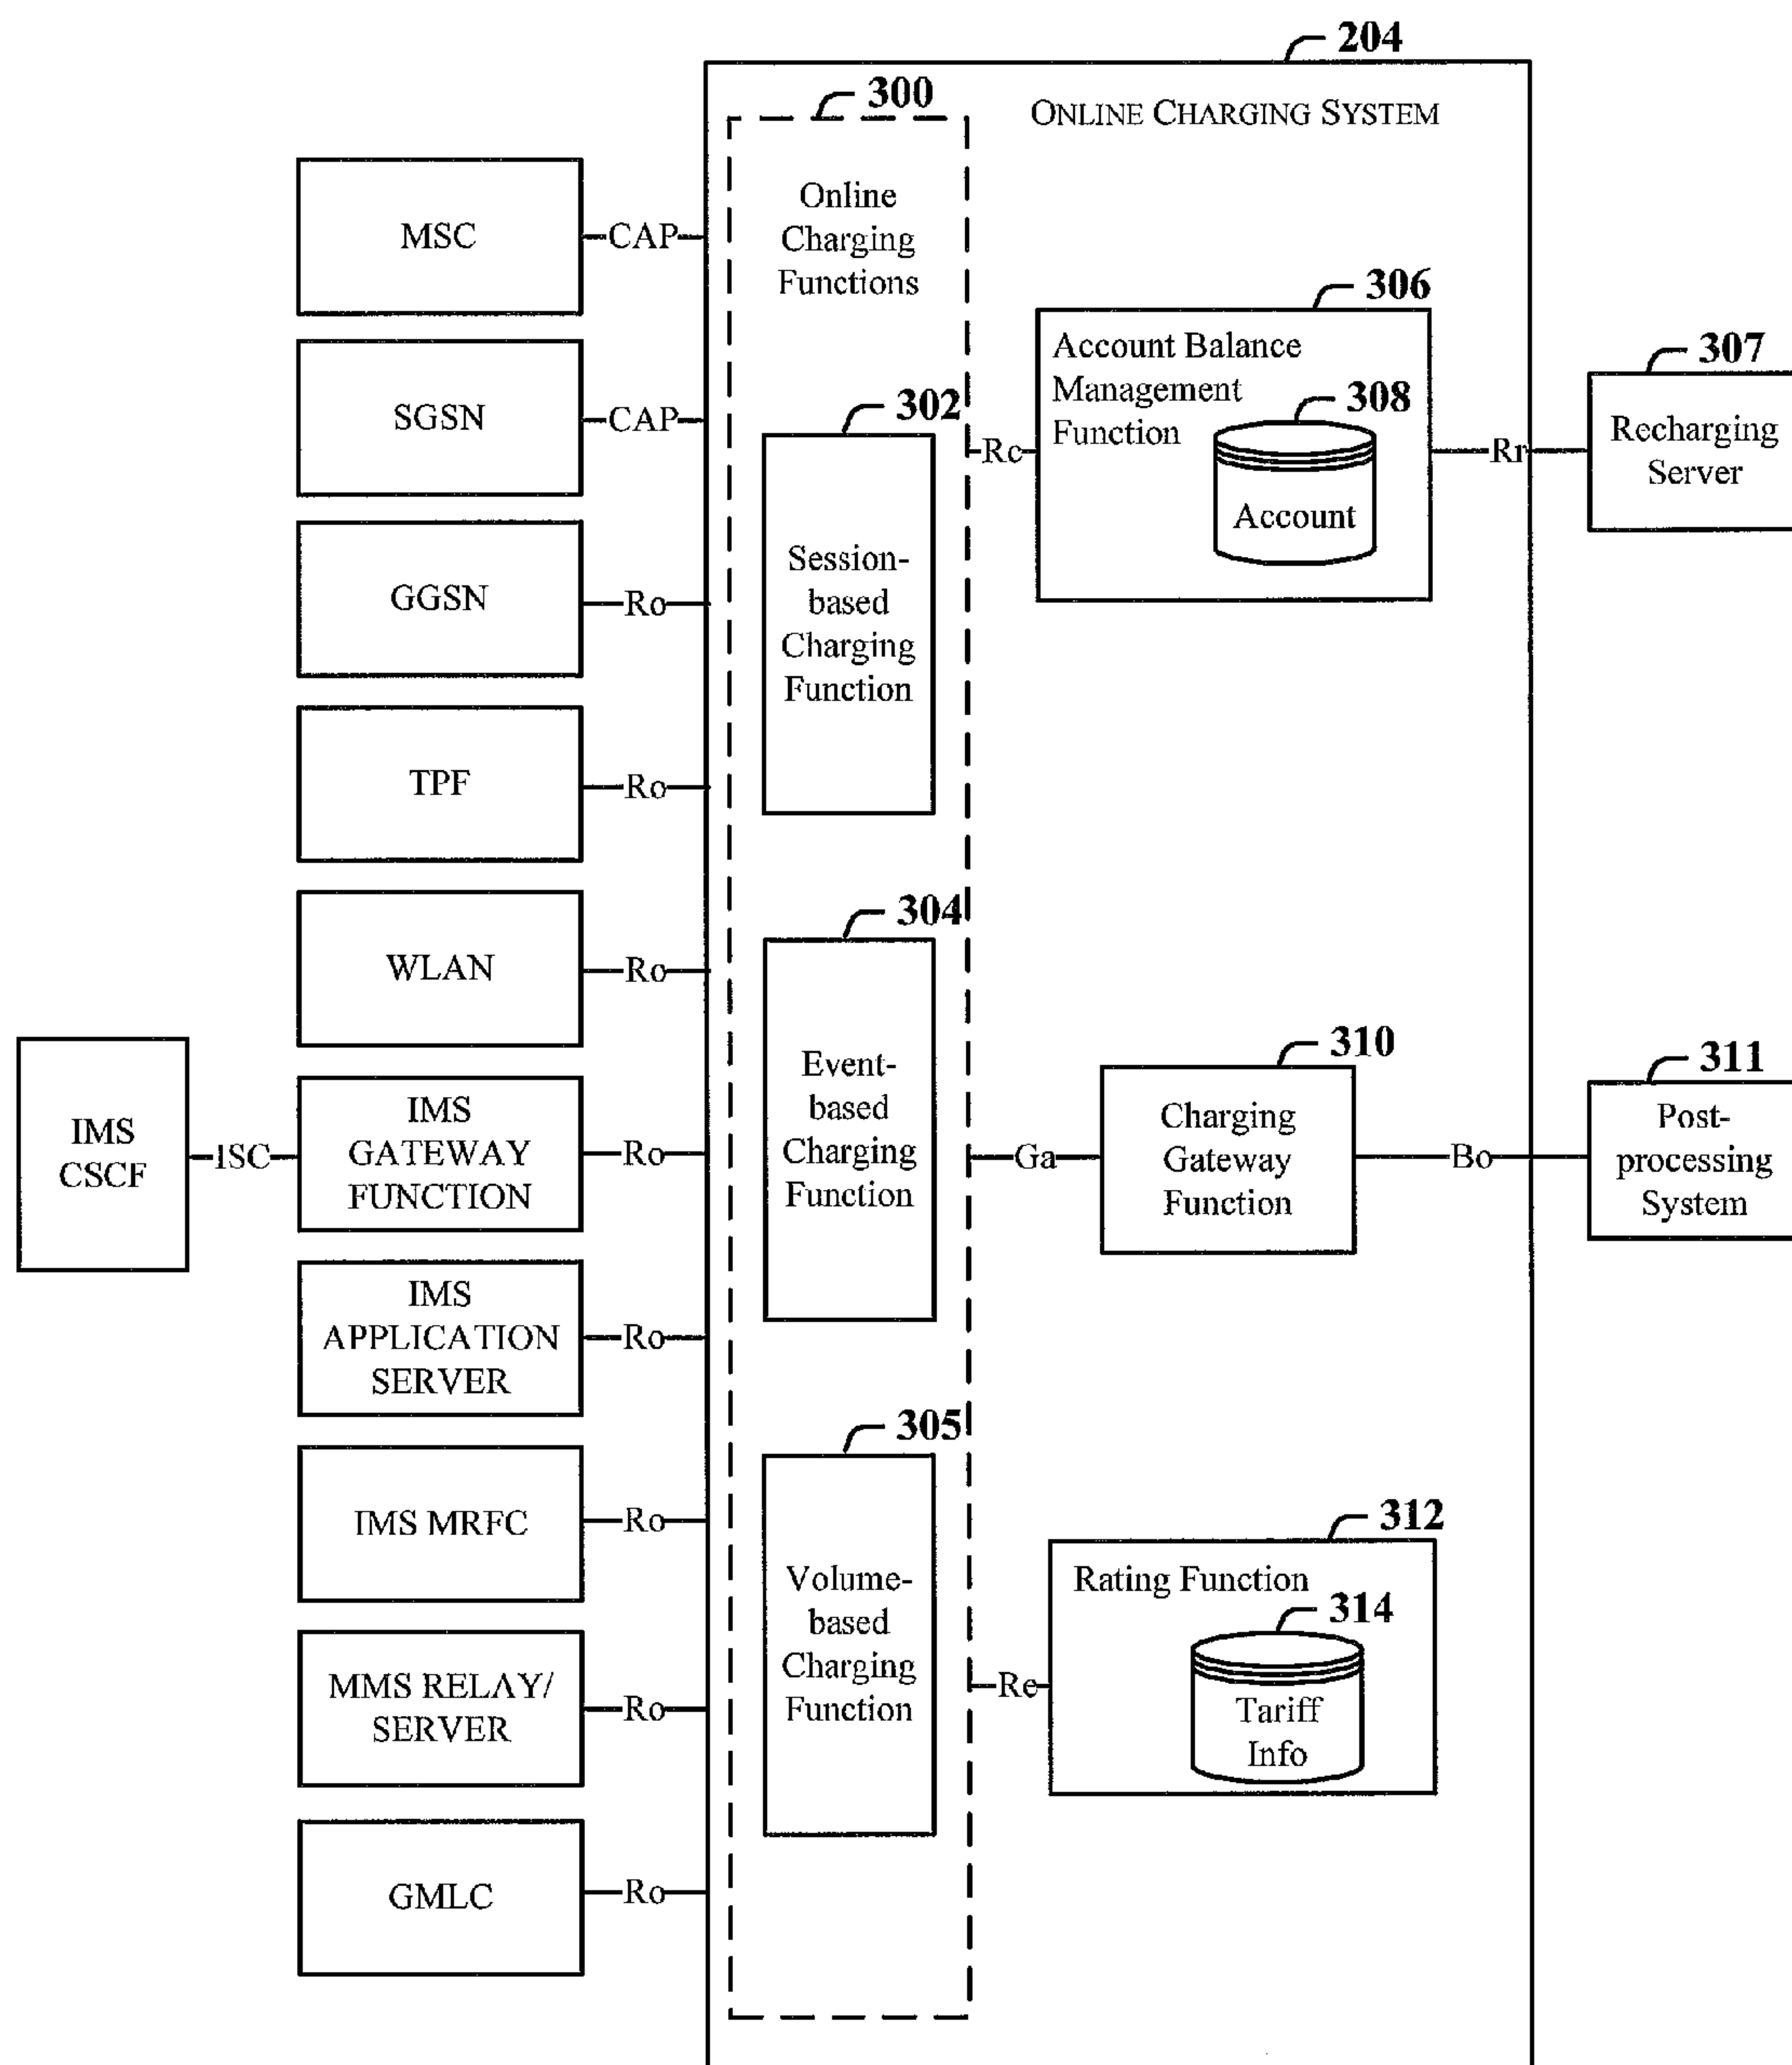 204
ONLINE CHARGING SYSTEM
300
Online
Charging
Functions
MSC
CAP
SGSN
CAP
GGSN
Ro
TPF
Ro
WLAN
Ro
IMS
CSCF
ISC
IMS
GATEWAY
FUNCTION
Ro
IMS
APPLICATION
SERVER
Ro
IMS MRFC
Ro
MMS RELAY/
SERVER
Ro
GMLC
Ro
302
Session-
based
Charging
Function
304
Event-
based
Charging
Function
305
Volume-
based
Charging
Function
Rc
306
Account Balance
Management
Function
308
Account
Rr
307
Recharging
Server
Ga
310
Charging
Gateway
Function
Bo
311
Post-
processing
System
Re
312
Rating Function
314
Tariff
Info